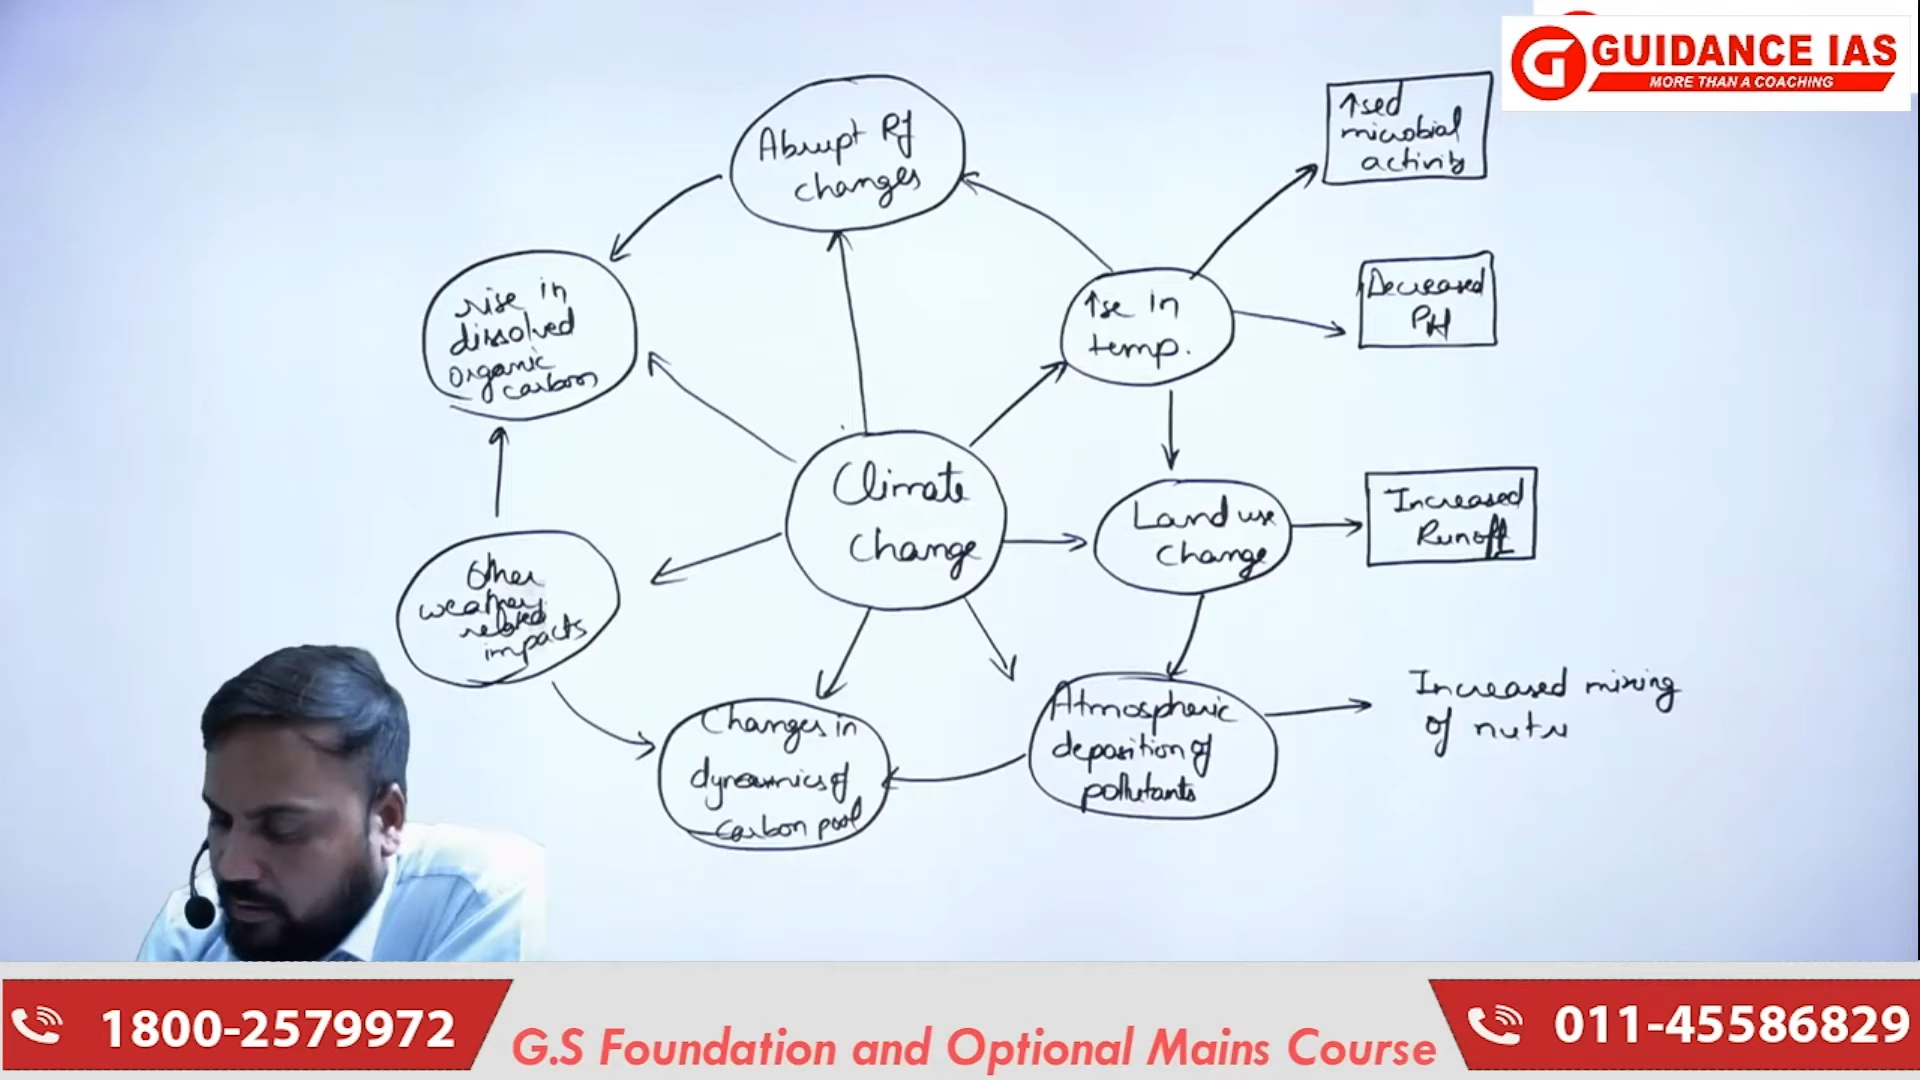 GUIDANCE IAS
MORE THAN A COACHING
Abrupt Rf
changes
↑sed
microbial
activity
rise in
dissolved
organic
carbon
↑se in
temp.
Decreased
PH
Climate
change
Land use
change
Increased
Runoff
Other
weather
related
impacts
Changes in
dynamics of
carbon pool
Atmospheric
deposition of
pollutants
Increased mixing
of nutr
1800-2579972
G.S Foundation and Optional Mains Course
011-45586829